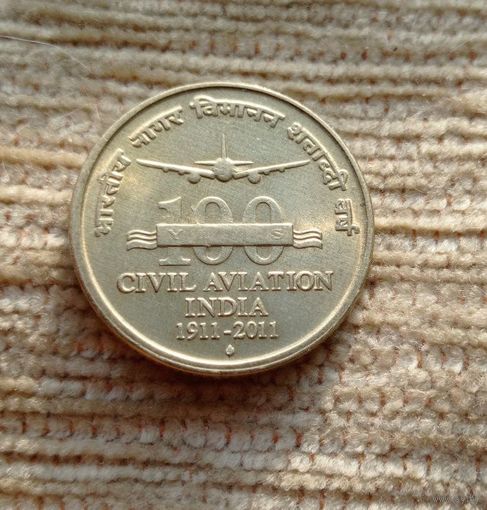 भारतीय नागर विमानन शताब्दी वर्ष
100
CIVIL AVIATION
INDIA
1911-2011